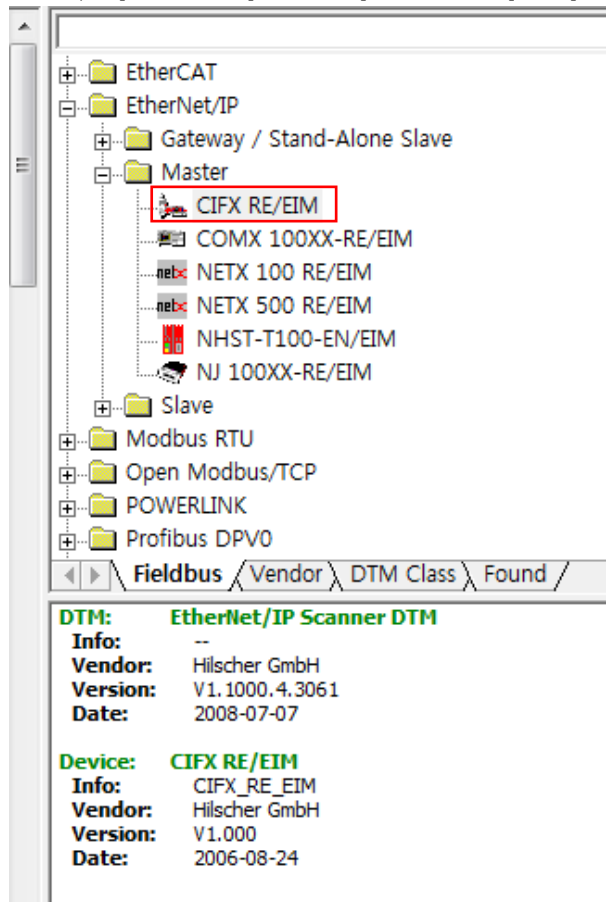 EtherCAT
EtherNet/IP
Gateway / Stand-Alone Slave
Master
CIFX RE/EIM
COMX 100XX-RE/EIM
netx NETX 100 RE/EIM
netx NETX 500 RE/EIM
NHST-T100-EN/EIM
NJ 100XX-RE/EIM
Slave
Modbus RTU
Open Modbus/TCP
POWERLINK
Profibus DPV0
Fieldbus Vendor DTM Class Found
DTM: EtherNet/IP Scanner DTM
Info: --
Vendor: Hilscher GmbH
Version: V1.1000.4.3061
Date: 2008-07-07
Device: CIFX RE/EIM
Info: CIFX_RE_EIM
Vendor: Hilscher GmbH
Version: V1.000
Date: 2006-08-24